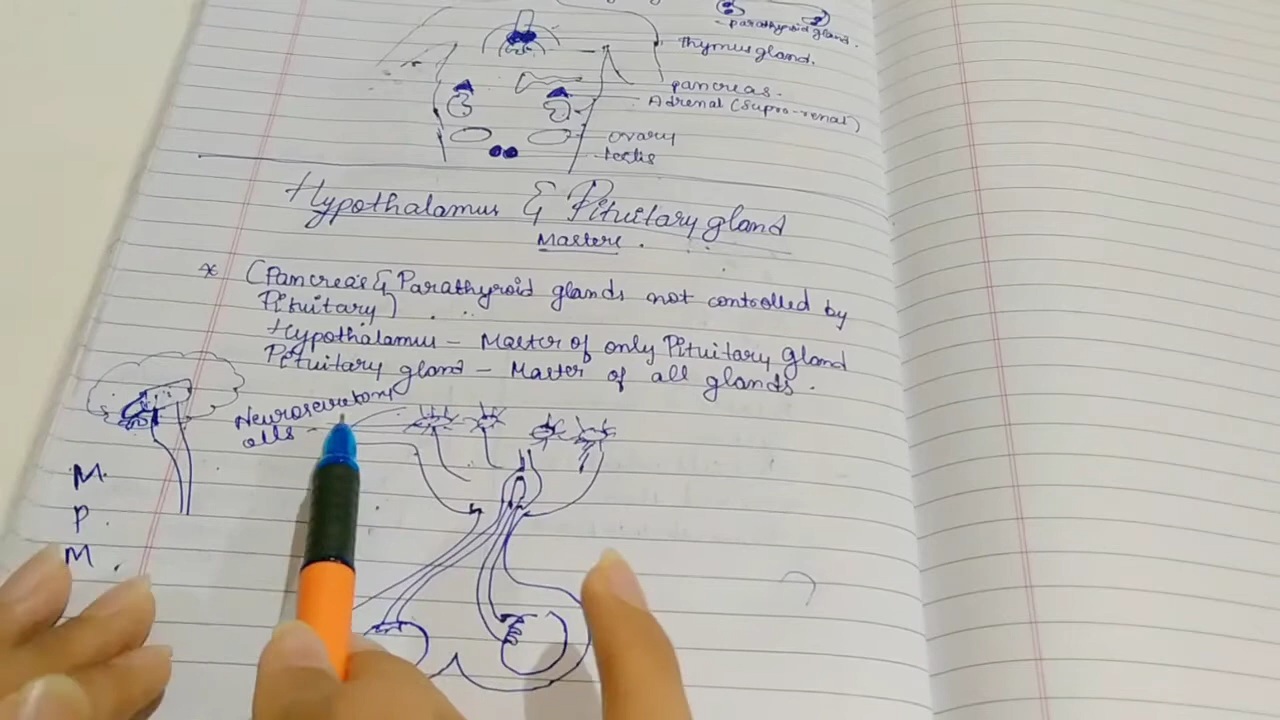 parathyroid gland.
Thymus gland.
pancreas.
Adrenal (supra-renal)
ovary
testis
Hypothalamus & Pituitary gland
Masters.
* (Pancreas & Parathyroid glands not controlled by
Pituitary)
Hypothalamus – Master of only Pituitary Gland
Pituitary gland – Master of all glands.
Neurosecretory
cells
M
P
M